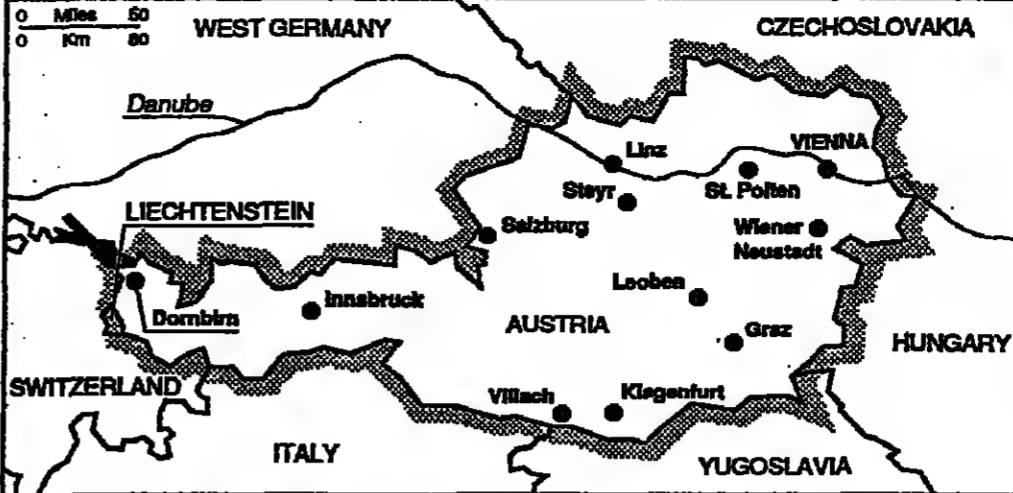 0 Miles 50
0 Km 80
WEST GERMANY
CZECHOSLOVAKIA
Danube
Linz
VIENNA
Steyr
St. Polten
LIECHTENSTEIN
Salzburg
Wiener
Neustadt
Leoben
Innsbruck
Dornbirn
AUSTRIA
Graz
HUNGARY
SWITZERLAND
Villach
Klagenfurt
ITALY
YUGOSLAVIA